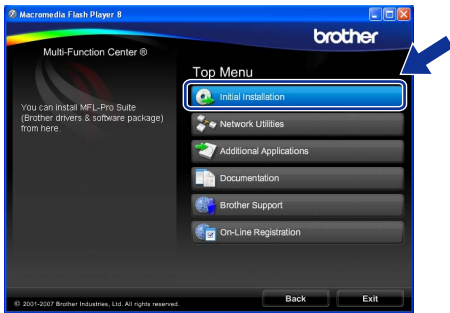 Macromedia Flash Player 8
brother
Multi-Function Center ®
Top Menu
You can install MFL-Pro Suite
(Brother drivers & software package)
from here.
Initial Installation
Network Utilities
Additional Applications
Documentation
Brother Support
On-Line Registration
© 2001-2007 Brother Industries, Ltd. All rights reserved.
Back
Exit